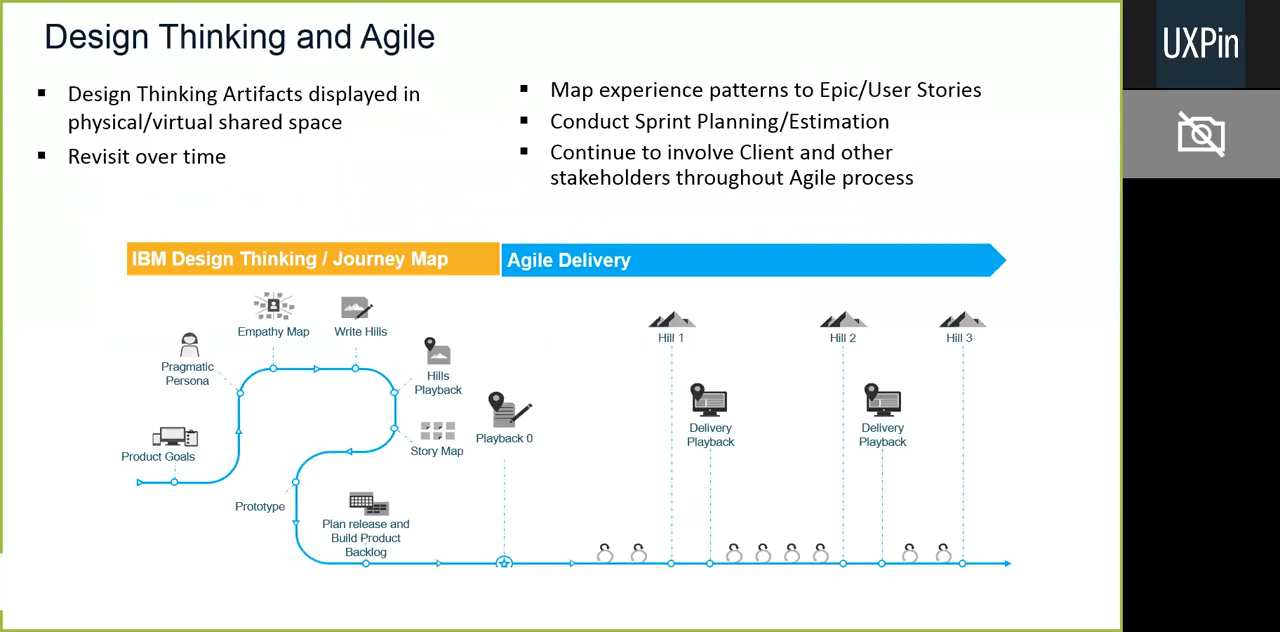 Design Thinking and Agile
Design Thinking Artifacts displayed in
physical/virtual shared space
Revisit over time
Map experience patterns to Epic/User Stories
Conduct Sprint Planning/Estimation
Continue to involve Client and other
stakeholders throughout Agile process
UXPin
IBM Design Thinking / Journey Map
Agile Delivery
Empathy Map
Write Hills
Pragmatic
Persona
Hills
Playback
Product Goals
Story Map
Playback 0
Prototype
Plan release and
Build Product
Backlog
Hill 1
Hill 2
Hill 3
Delivery
Playback
Delivery
Playback